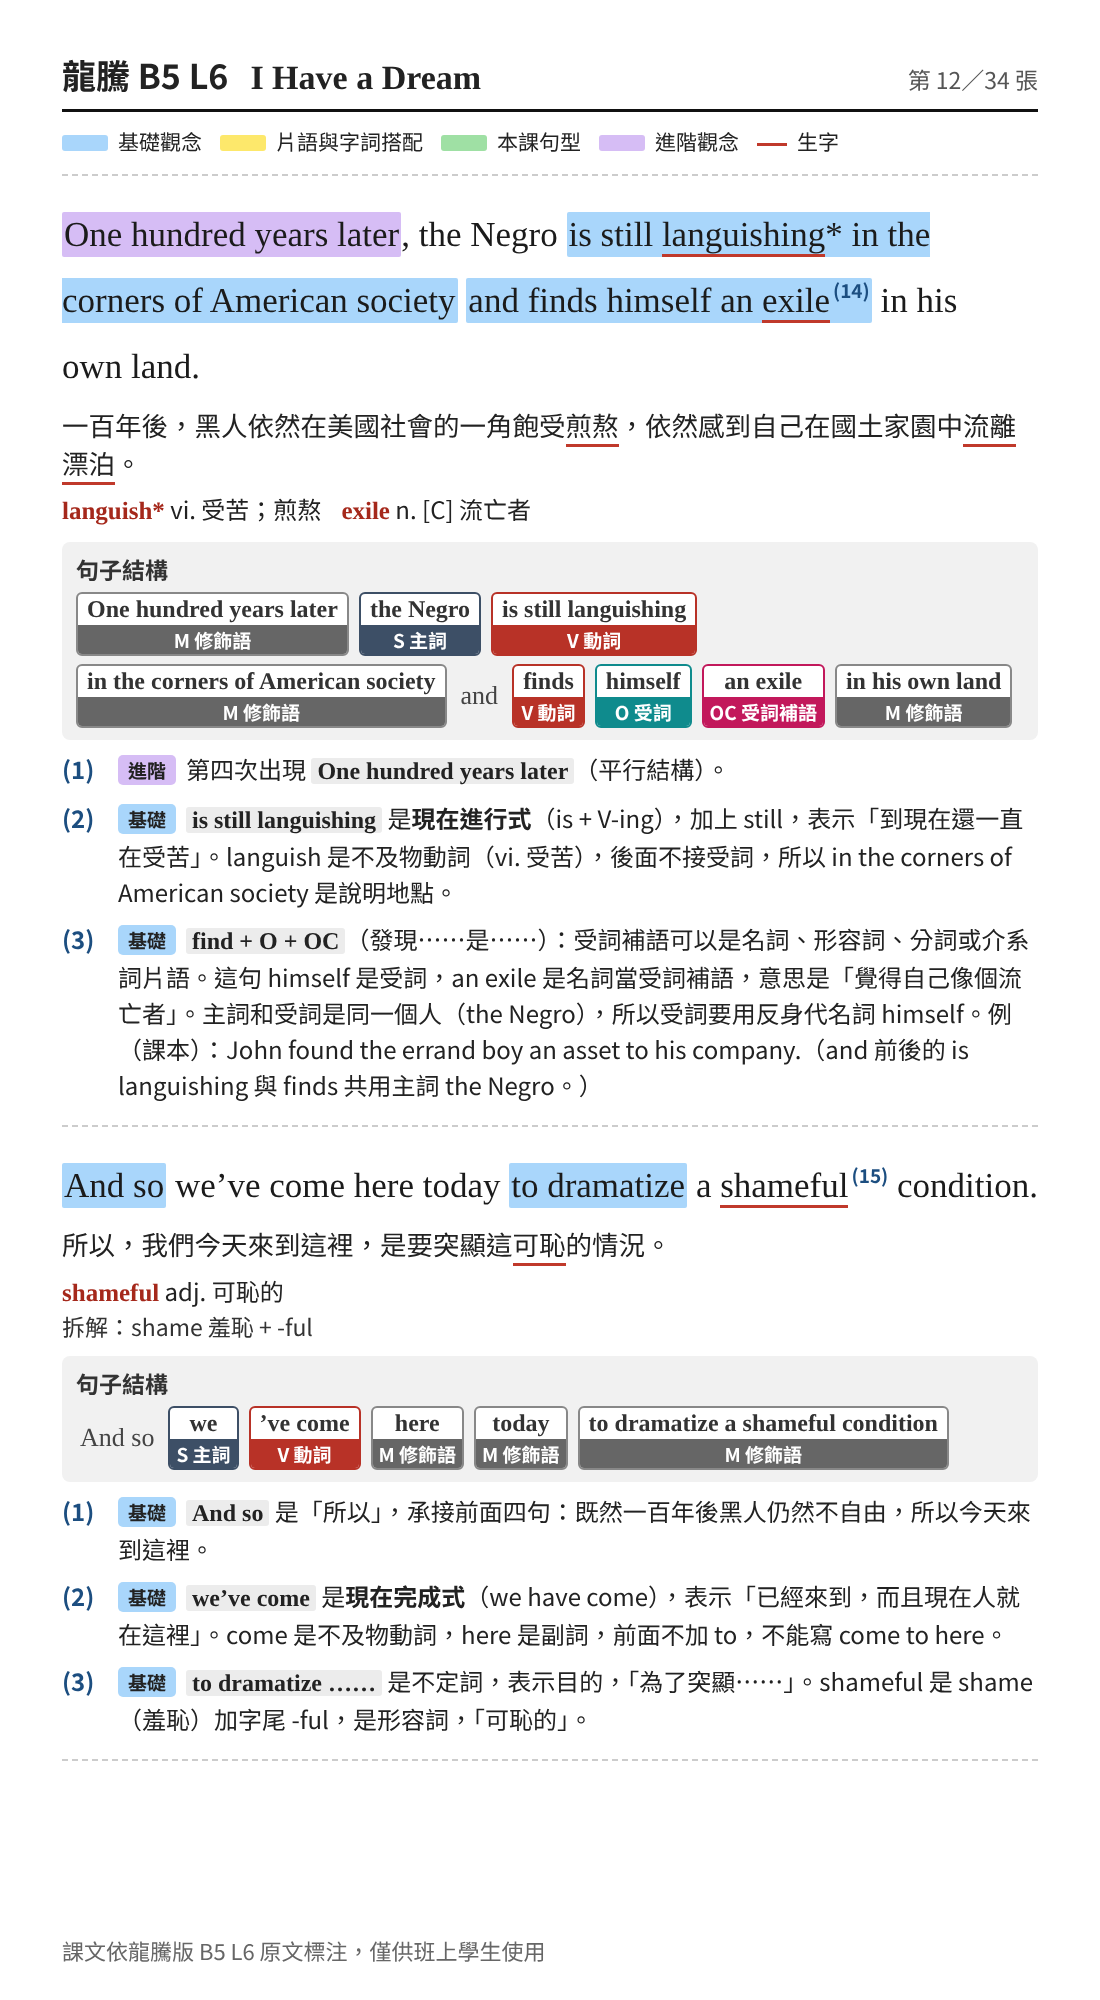 龍騰 B5 L6 I Have a Dream
第 12／34 張
基礎觀念 片語與字詞搭配 本課句型 進階觀念 生字
One hundred years later, the Negro is still languishing* in the
corners of American society and finds himself an exile(14) in his
own land.
一百年後，黑人依然在美國社會的一角飽受煎熬，依然感到自己在國土家園中流離
漂泊。
languish* vi. 受苦；煎熬 exile n. [C] 流亡者
句子結構
One hundred years later the Negro is still languishing
M 修飾語 S 主詞 V 動詞
in the corners of American society and finds himself an exile in his own land
M 修飾語 V 動詞 O 受詞 OC 受詞補語 M 修飾語
(1) 進階 第四次出現 One hundred years later（平行結構）。
(2) 基礎 is still languishing 是現在進行式（is + V-ing），加上 still，表示「到現在還一直
在受苦」。languish 是不及物動詞（vi. 受苦），後面不接受詞，所以 in the corners of
American society 是說明地點。
(3) 基礎 find + O + OC（發現……是……）：受詞補語可以是名詞、形容詞、分詞或介系
詞片語。這句 himself 是受詞，an exile 是名詞當受詞補語，意思是「覺得自己像個流
亡者」。主詞和受詞是同一個人（the Negro），所以受詞要用反身代名詞 himself。例
（課本）：John found the errand boy an asset to his company.（and 前後的 is
languishing 與 finds 共用主詞 the Negro。）
And so we’ve come here today to dramatize a shameful(15) condition.
所以，我們今天來到這裡，是要突顯這可恥的情況。
shameful adj. 可恥的
拆解：shame 羞恥 + -ful
句子結構
And so we ’ve come here today to dramatize a shameful condition
S 主詞 V 動詞 M 修飾語 M 修飾語 M 修飾語
(1) 基礎 And so 是「所以」，承接前面四句：既然一百年後黑人仍然不自由，所以今天來
到這裡。
(2) 基礎 we’ve come 是現在完成式（we have come），表示「已經來到，而且現在人就
在這裡」。come 是不及物動詞，here 是副詞，前面不加 to，不能寫 come to here。
(3) 基礎 to dramatize …… 是不定詞，表示目的，「為了突顯……」。shameful 是 shame
（羞恥）加字尾 -ful，是形容詞，「可恥的」。
課文依龍騰版 B5 L6 原文標注，僅供班上學生使用